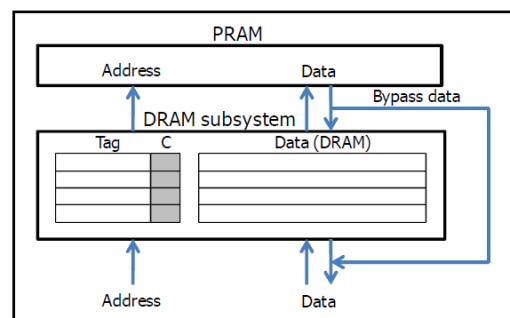 PRAM
Address Data
Bypass data
DRAM subsystem
Tag C Data (DRAM)
Address Data